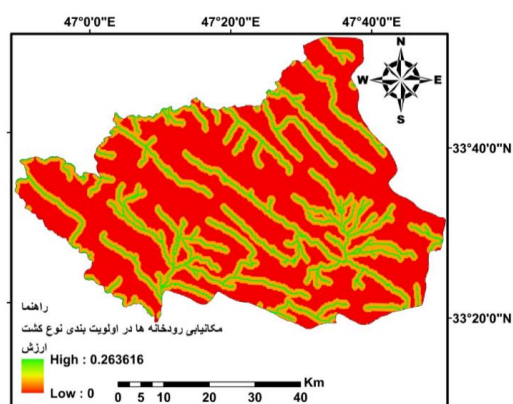 47°0'0"E 47°20'0"E 47°40'0"E
N
W E
S
33°40'0"N
33°20'0"N
راهنما
مکانیابی رودخانه ها در اولویت بندی نوع کشت
ارزش
High : 0.263616
Low : 0
Km
0 5 10 20 30 40